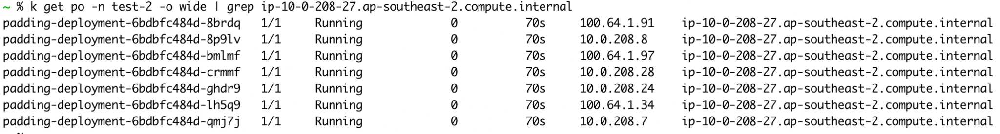 ~ % k get po -n test-2 -o wide | grep ip-10-0-208-27.ap-southeast-2.compute.internal
padding-deployment-6bdbfc484d-8brdq 1/1 Running 0 70s 100.64.1.91 ip-10-0-208-27.ap-southeast-2.compute.internal
padding-deployment-6bdbfc484d-8p9lv 1/1 Running 0 70s 10.0.208.8 ip-10-0-208-27.ap-southeast-2.compute.internal
padding-deployment-6bdbfc484d-bmlmf 1/1 Running 0 70s 100.64.1.97 ip-10-0-208-27.ap-southeast-2.compute.internal
padding-deployment-6bdbfc484d-crmmf 1/1 Running 0 70s 10.0.208.28 ip-10-0-208-27.ap-southeast-2.compute.internal
padding-deployment-6bdbfc484d-ghdr9 1/1 Running 0 70s 10.0.208.24 ip-10-0-208-27.ap-southeast-2.compute.internal
padding-deployment-6bdbfc484d-lh5q9 1/1 Running 0 70s 100.64.1.34 ip-10-0-208-27.ap-southeast-2.compute.internal
padding-deployment-6bdbfc484d-qmj7j 1/1 Running 0 70s 10.0.208.7 ip-10-0-208-27.ap-southeast-2.compute.internal